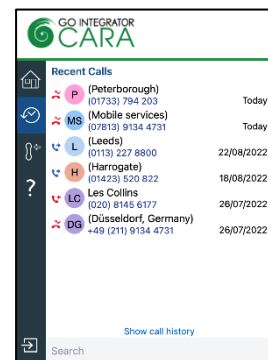 GO INTEGRATOR
CARA
Recent Calls
P
(Peterborough)
(01733) 794 203
Today
MS
(Mobile services)
(07813) 9134 4731
Today
L
(Leeds)
(0113) 227 8800
22/08/2022
H
(Harrogate)
(01423) 520 822
18/08/2022
LC
Les Collins
(020) 8145 6177
26/07/2022
DG
(Düsseldorf, Germany)
+49 (211) 9134 4731
26/07/2022
?
Show call history
Search